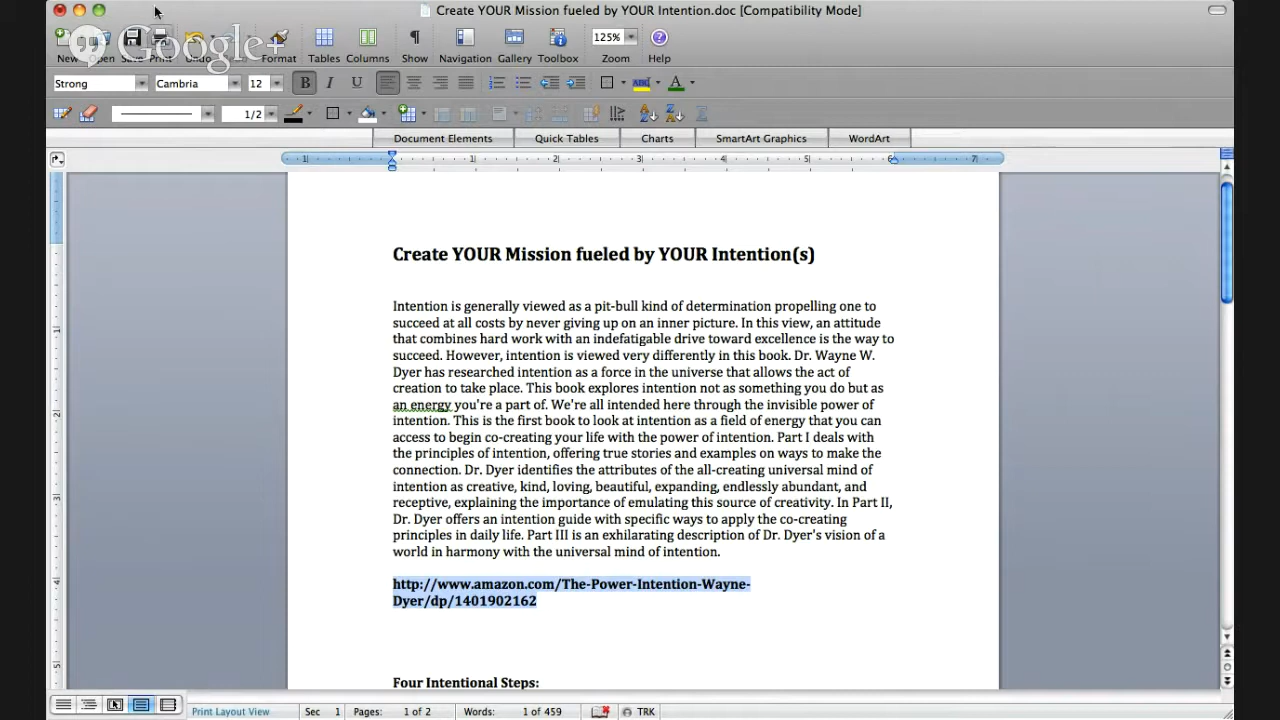 Create YOUR Mission fueled by YOUR Intention.doc [Compatibility Mode]
Google+
New Open Save Print Undo Format Tables Columns Show Navigation Gallery Toolbox Zoom Help
125%
Strong Cambria 12 B I U ABC A
1/2
Document Elements Quick Tables Charts SmartArt Graphics WordArt
1 1 2 3 4 5 6 7
Create YOUR Mission fueled by YOUR Intention(s)
Intention is generally viewed as a pit-bull kind of determination propelling one to
succeed at all costs by never giving up on an inner picture. In this view, an attitude
that combines hard work with an indefatigable drive toward excellence is the way to
succeed. However, intention is viewed very differently in this book. Dr. Wayne W.
Dyer has researched intention as a force in the universe that allows the act of
creation to take place. This book explores intention not as something you do but as
an energy you're a part of. We're all intended here through the invisible power of
intention. This is the first book to look at intention as a field of energy that you can
access to begin co-creating your life with the power of intention. Part I deals with
the principles of intention, offering true stories and examples on ways to make the
connection. Dr. Dyer identifies the attributes of the all-creating universal mind of
intention as creative, kind, loving, beautiful, expanding, endlessly abundant, and
receptive, explaining the importance of emulating this source of creativity. In Part II,
Dr. Dyer offers an intention guide with specific ways to apply the co-creating
principles in daily life. Part III is an exhilarating description of Dr. Dyer's vision of a
world in harmony with the universal mind of intention.
http://www.amazon.com/The-Power-Intention-Wayne-
Dyer/dp/1401902162
Four Intentional Steps:
Print Layout View Sec 1 Pages: 1 of 2 Words: 1 of 459 TRK